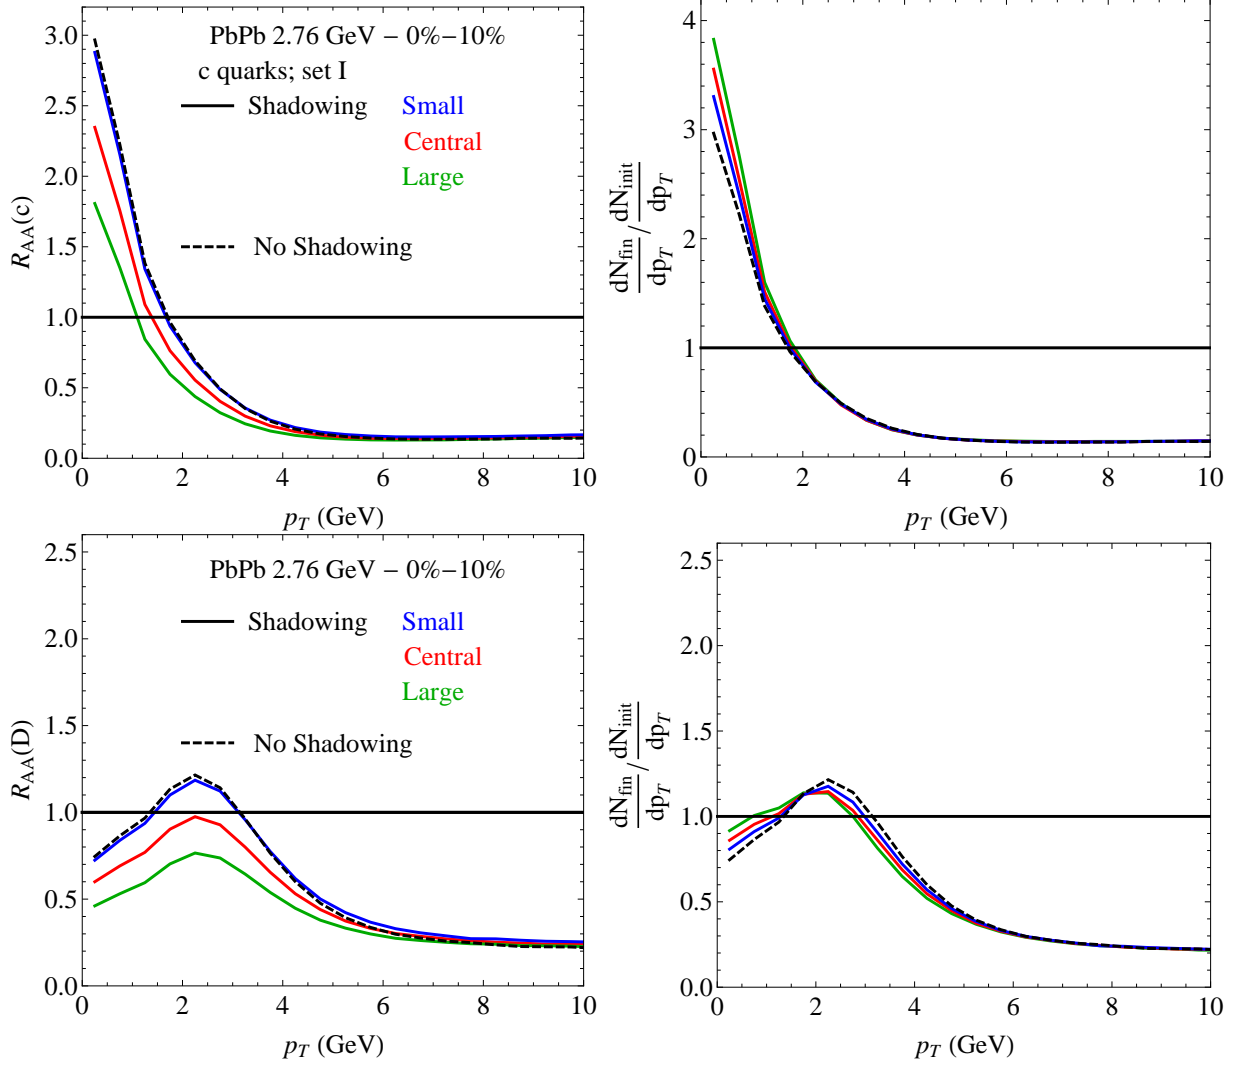 PbPb 2.76 GeV − 0%−10%
c quarks; set I
Shadowing Small
Central
Large
No Shadowing
R_AA(c)
3.0
2.5
2.0
1.5
1.0
0.5
0.0
0 2 4 6 8 10
p_T (GeV)
dN_fin/dp_T / dN_init/dp_T
4
3
2
1
0
0 2 4 6 8 10
p_T (GeV)
PbPb 2.76 GeV − 0%−10%
Shadowing Small
Central
Large
No Shadowing
R_AA(D)
2.5
2.0
1.5
1.0
0.5
0.0
0 2 4 6 8 10
p_T (GeV)
dN_fin/dp_T / dN_init/dp_T
2.5
2.0
1.5
1.0
0.5
0.0
0 2 4 6 8 10
p_T (GeV)